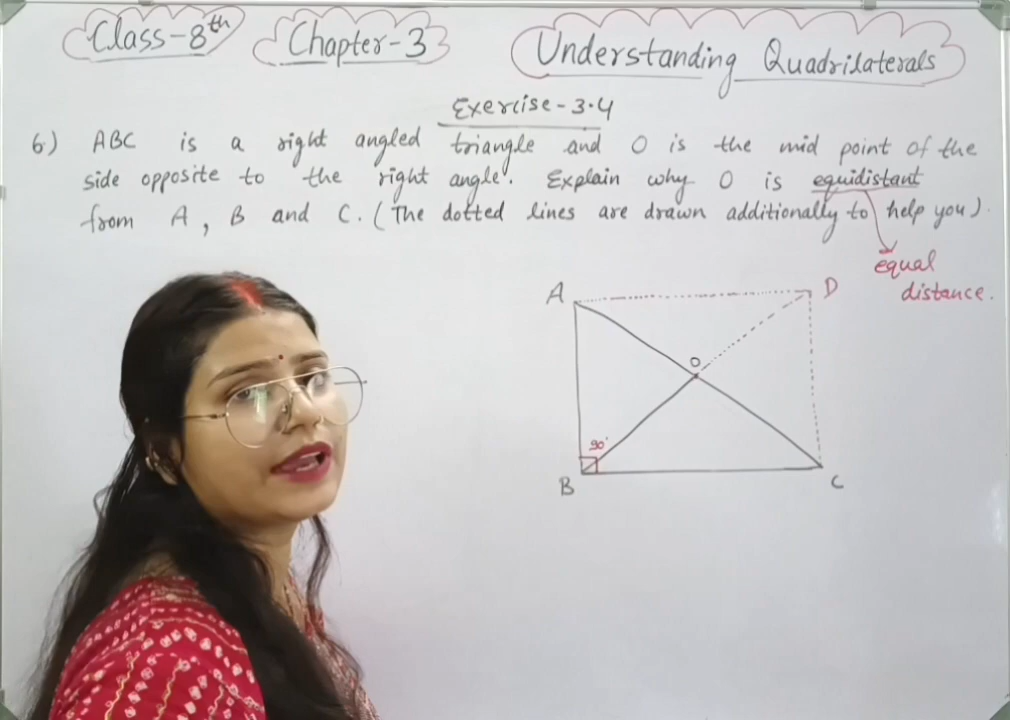 Class-8th Chapter-3 Understanding Quadrilaterals
Exercise-3.4
6) ABC is a right angled triangle and O is the mid point of the
side opposite to the right angle. Explain why O is equidistant
from A, B and C. (The dotted lines are drawn additionally to help you).
equal
distance.
A D
O
90°
B C